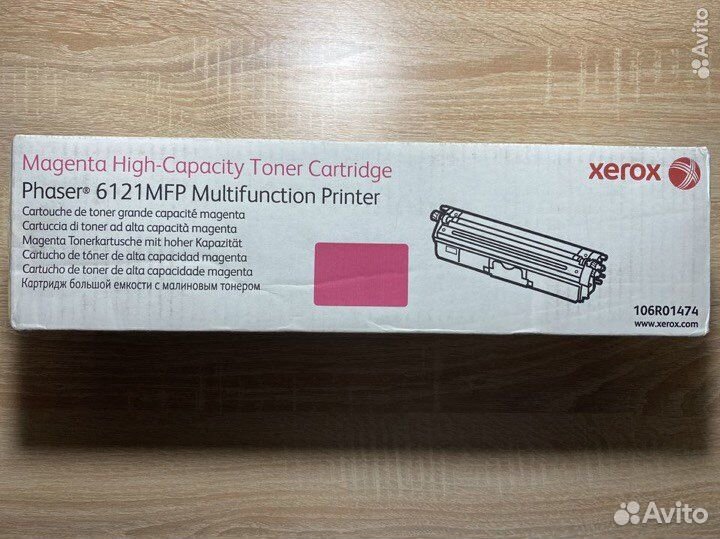 Magenta High-Capacity Toner Cartridge
Phaser® 6121MFP Multifunction Printer
Cartouche de toner grande capacité magenta
Cartuccia di toner ad alta capacità magenta
Magenta Tonerkartusche mit hoher Kapazität
Cartucho de tóner de alta capacidad magenta
Cartucho de toner de alta capacidade magenta
Картридж большой емкости с малиновым тонером
xerox
106R01474
www.xerox.com
Avito
Avito